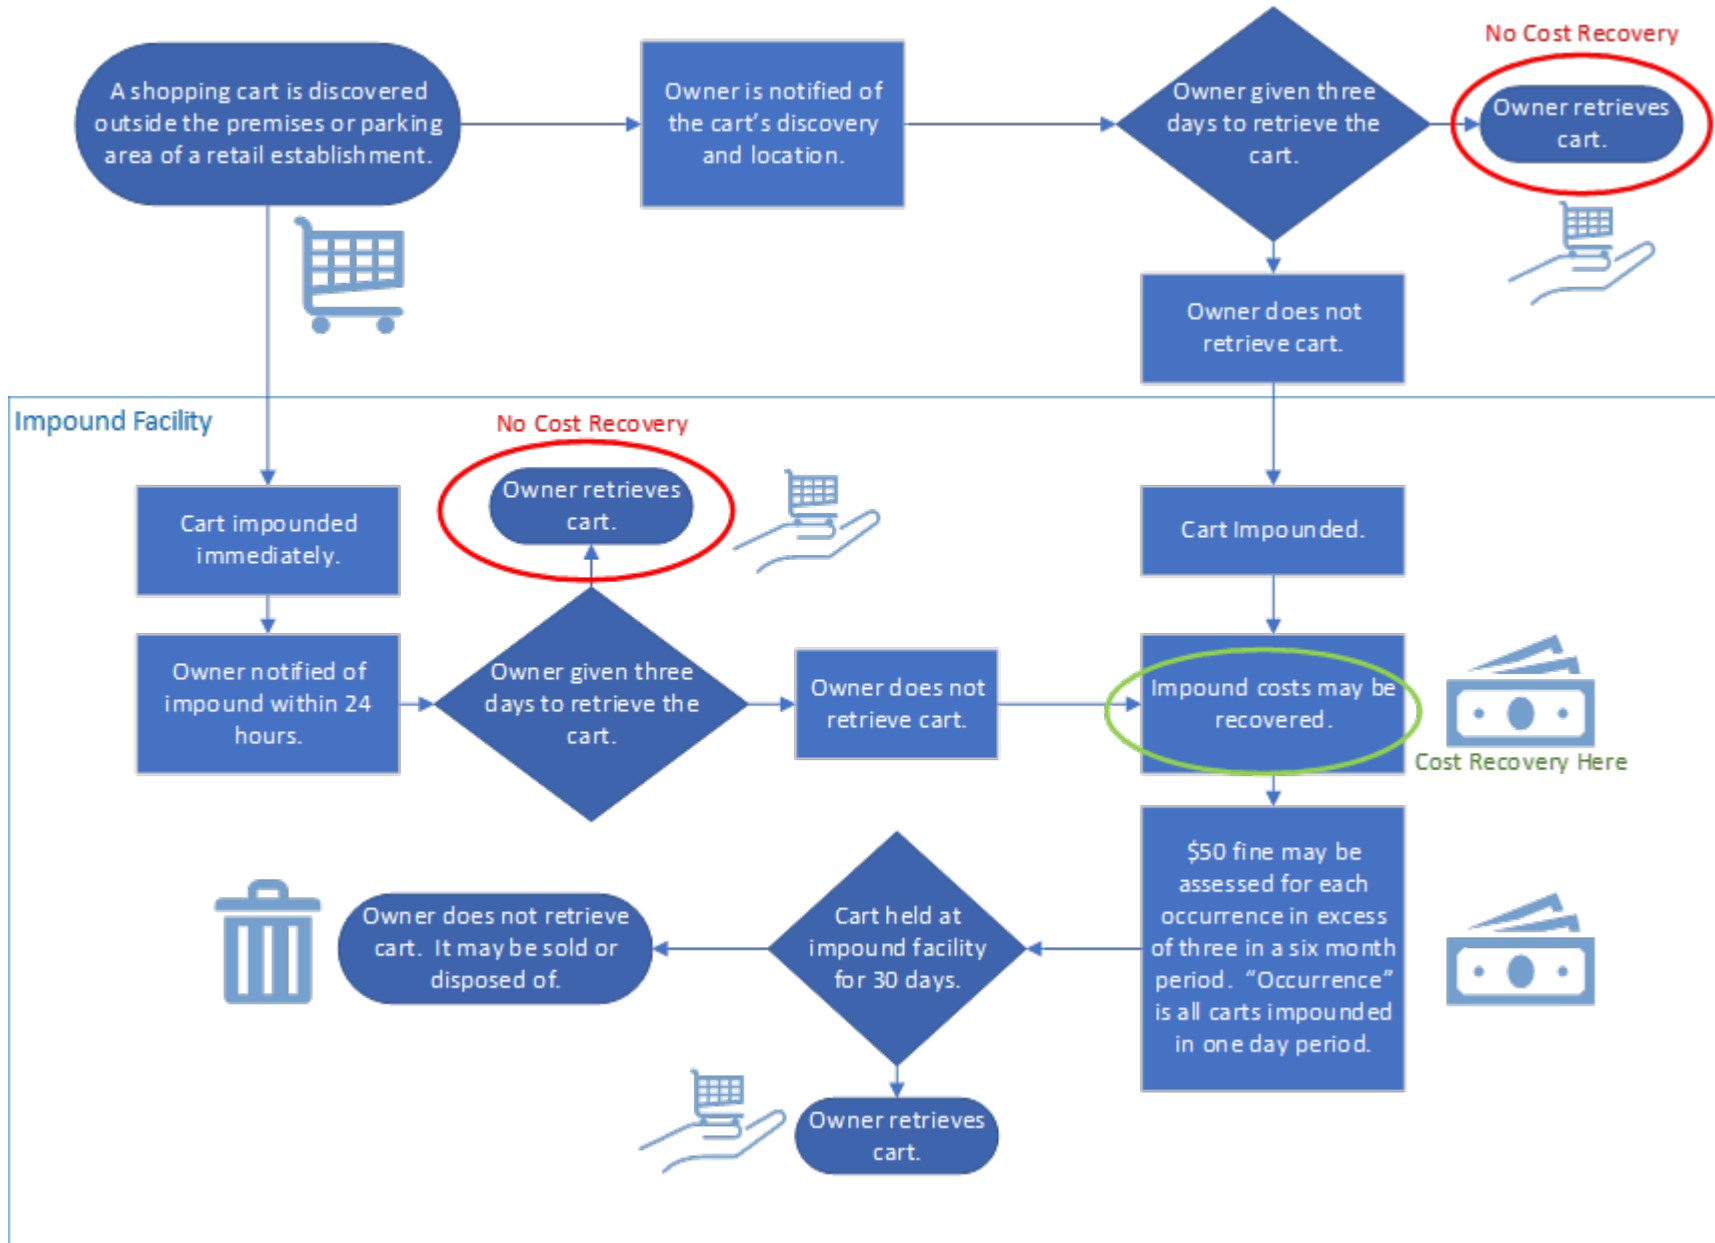 No Cost Recovery
A shopping cart is discovered
outside the premises or parking
area of a retail establishment.
Owner is notified of
the cart's discovery
and location.
Owner given three
days to retrieve the
cart.
Owner retrieves
cart.
Owner does not
retrieve cart.
Impound Facility
No Cost Recovery
Owner retrieves
cart.
Cart impounded
immediately.
Cart Impounded.
Owner notified of
impound within 24
hours.
Owner given three
days to retrieve the
cart.
Owner does not
retrieve cart.
Impound costs may be
recovered.
Cost Recovery Here
$50 fine may be
assessed for each
occurrence in excess
of three in a six month
period. “Occurrence”
is all carts impounded
in one day period.
Cart held at
impound facility
for 30 days.
Owner does not retrieve
cart. It may be sold or
disposed of.
Owner retrieves
cart.